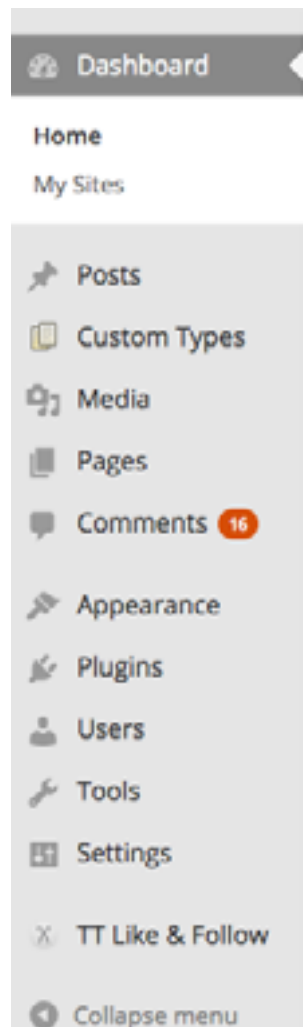 Dashboard
Home
My Sites
Posts
Custom Types
Media
Pages
Comments 16
Appearance
Plugins
Users
Tools
Settings
TT Like & Follow
Collapse menu